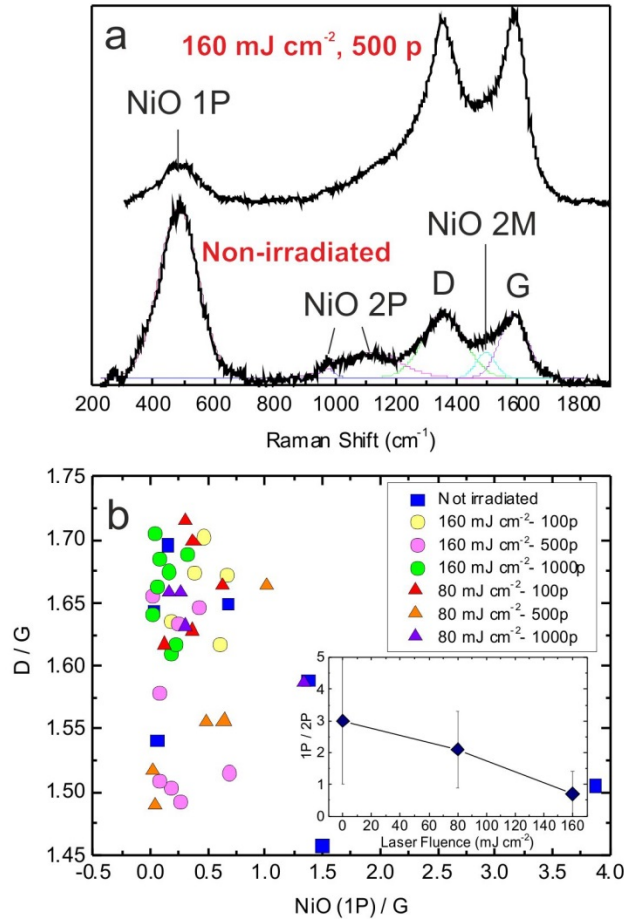 a
160 mJ cm⁻², 500 p
NiO 1P
Non-irradiated
NiO 2M
NiO 2P
D
G
200 400 600 800 1000 1200 1400 1600 1800
Raman Shift (cm⁻¹)
b
1.75
1.70
1.65
1.60
1.55
1.50
1.45
D / G
Not irradiated
160 mJ cm⁻²- 100p
160 mJ cm⁻²- 500p
160 mJ cm⁻²- 1000p
80 mJ cm⁻²- 100p
80 mJ cm⁻²- 500p
80 mJ cm⁻²- 1000p
5
4
3
2
1
0
1P / 2P
0 20 40 60 80 100 120 140 160
Laser Fluence (mJ cm⁻²)
-0.5 0.0 0.5 1.0 1.5 2.0 2.5 3.0 3.5 4.0
NiO (1P) / G